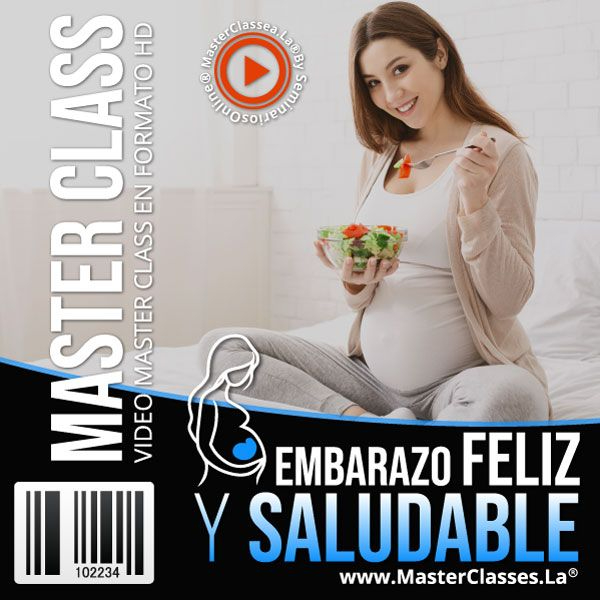 MASTER CLASS
VIDEO MASTER CLASS EN FORMATO HD
MasterClassea.La®By SeminariosOnline®
EMBARAZO FELIZ
Y SALUDABLE
102234
www.MasterClasses.La®